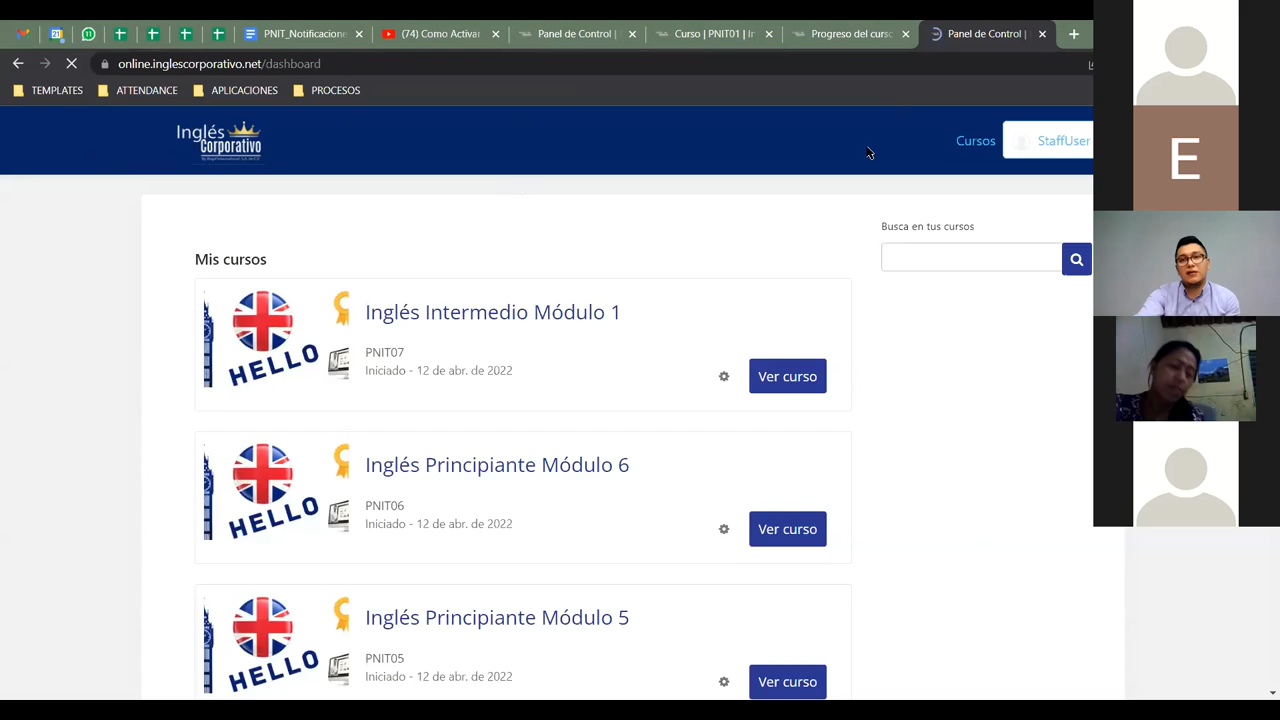 PNIT_Notificacione
(74) Como Activar
Panel de Control |
Curso | PNIT01 | I
Progreso del curso
Panel de Control |
online.inglescorporativo.net/dashboard
TEMPLATES
ATTENDANCE
APLICACIONES
PROCESOS
Inglés
Corporativo
Cursos
StaffUser
E
Busca en tus cursos
Mis cursos
HELLO
Inglés Intermedio Módulo 1
PNIT07
Iniciado - 12 de abr. de 2022
Ver curso
HELLO
Inglés Principiante Módulo 6
PNIT06
Iniciado - 12 de abr. de 2022
Ver curso
HELLO
Inglés Principiante Módulo 5
PNIT05
Iniciado - 12 de abr. de 2022
Ver curso